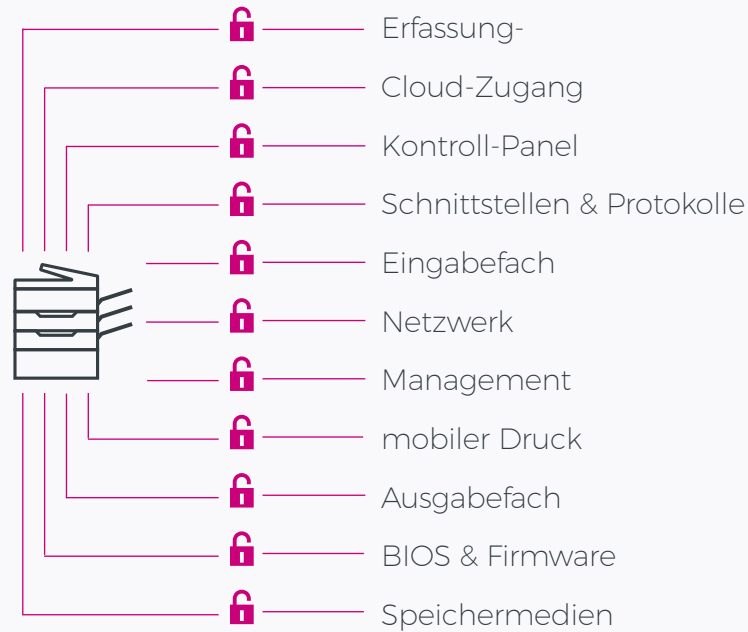 Erfassung-
Cloud-Zugang
Kontroll-Panel
Schnittstellen & Protokolle
Eingabefach
Netzwerk
Management
mobiler Druck
Ausgabefach
BIOS & Firmware
Speichermedien